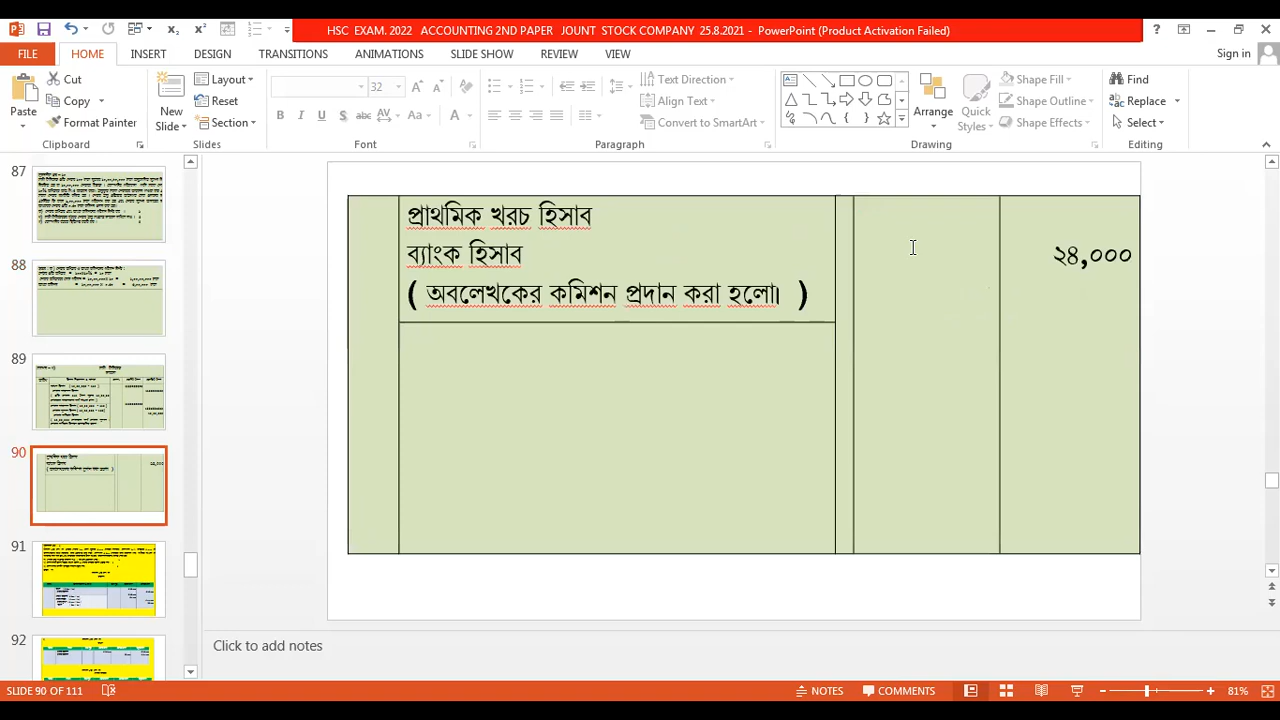 HSC EXAM. 2022 ACCOUNTING 2ND PAPER JOUNT STOCK COMPANY 25.8.2021 - PowerPoint (Product Activation Failed)
FILE HOME INSERT DESIGN TRANSITIONS ANIMATIONS SLIDE SHOW REVIEW VIEW Sign in
Paste
Cut
Copy
Format Painter
Clipboard
New Slide
Layout
Reset
Section
Slides
32
Font
Text Direction
Align Text
Convert to SmartArt
Paragraph
Arrange
Quick Styles
Shape Fill
Shape Outline
Shape Effects
Drawing
Find
Replace
Select
Editing
87
88
89
90
91
92
প্রাথমিক খরচ হিসাব
ব্যাংক হিসাব ২৪,০০০
( অবলেখকের কমিশন প্রদান করা হলো। )
Click to add notes
SLIDE 90 OF 111 NOTES COMMENTS 81%